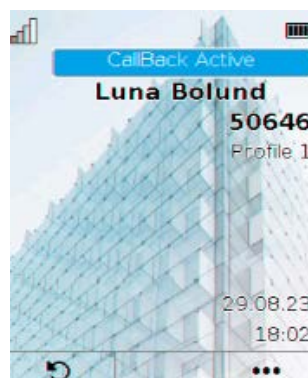 CallBack Active
Luna Bolund
50646
Profile 1
29.08.23
18:02